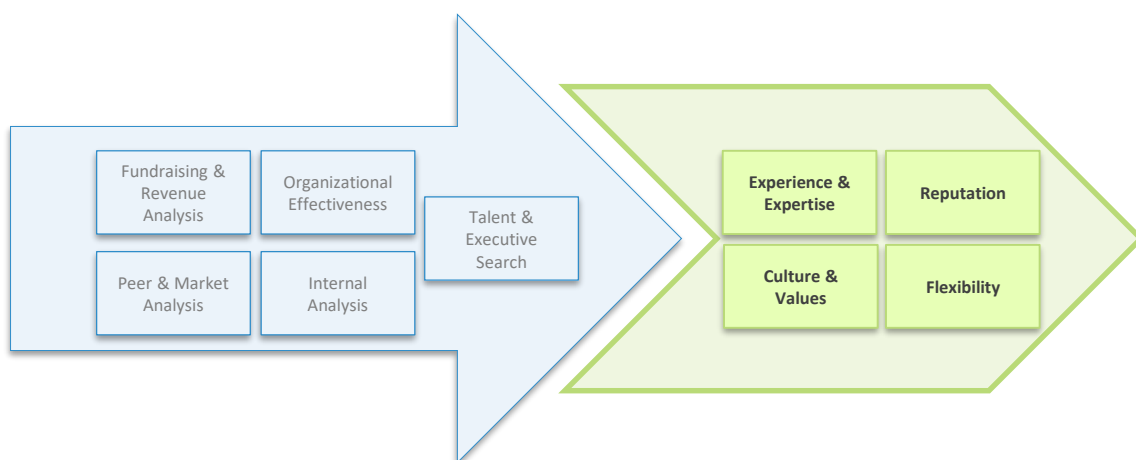 Fundraising &
Revenue
Analysis
Organizational
Effectiveness
Peer & Market
Analysis
Internal
Analysis
Talent &
Executive
Search
Experience &
Expertise
Reputation
Culture &
Values
Flexibility